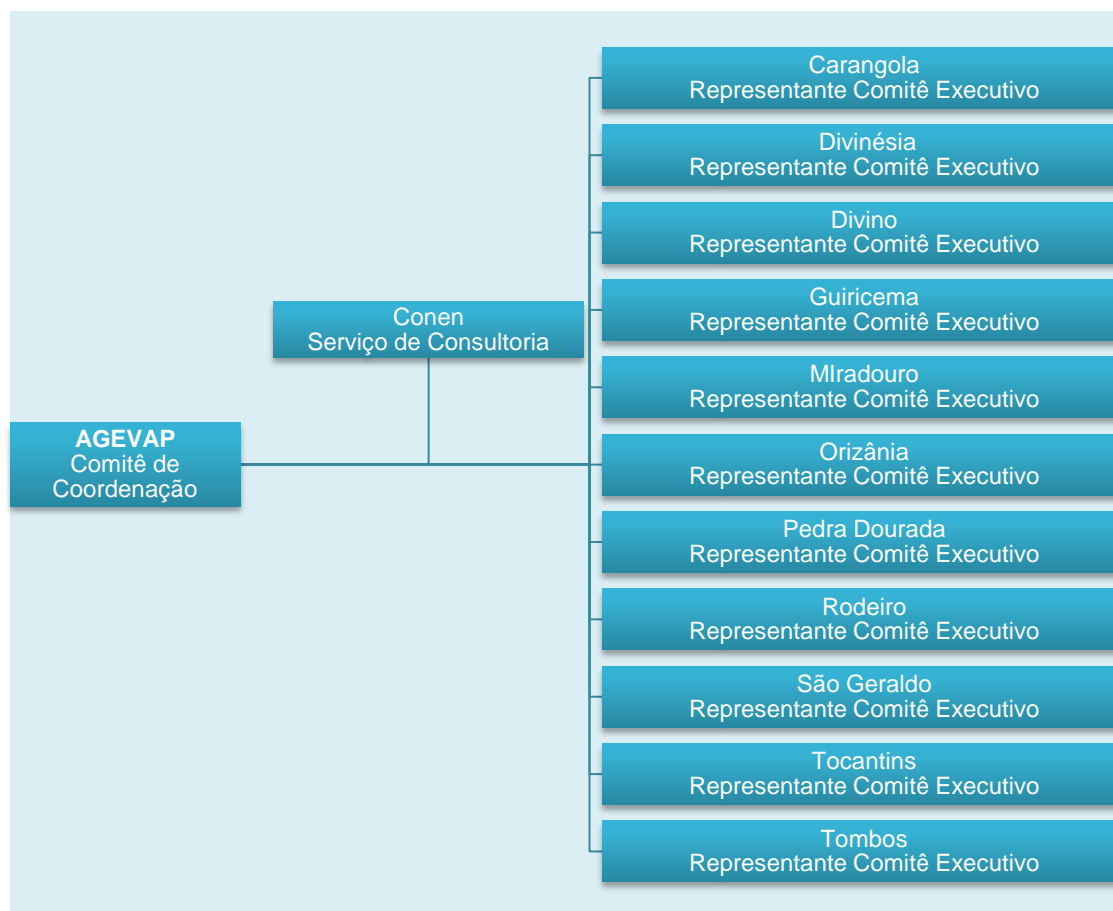 Carangola
Representante Comitê Executivo
Divinésia
Representante Comitê Executivo
Divino
Representante Comitê Executivo
Guiricema
Representante Comitê Executivo
Conen
Serviço de Consultoria
MIradouro
Representante Comitê Executivo
AGEVAP
Comitê de
Coordenação
Orizânia
Representante Comitê Executivo
Pedra Dourada
Representante Comitê Executivo
Rodeiro
Representante Comitê Executivo
São Geraldo
Representante Comitê Executivo
Tocantins
Representante Comitê Executivo
Tombos
Representante Comitê Executivo